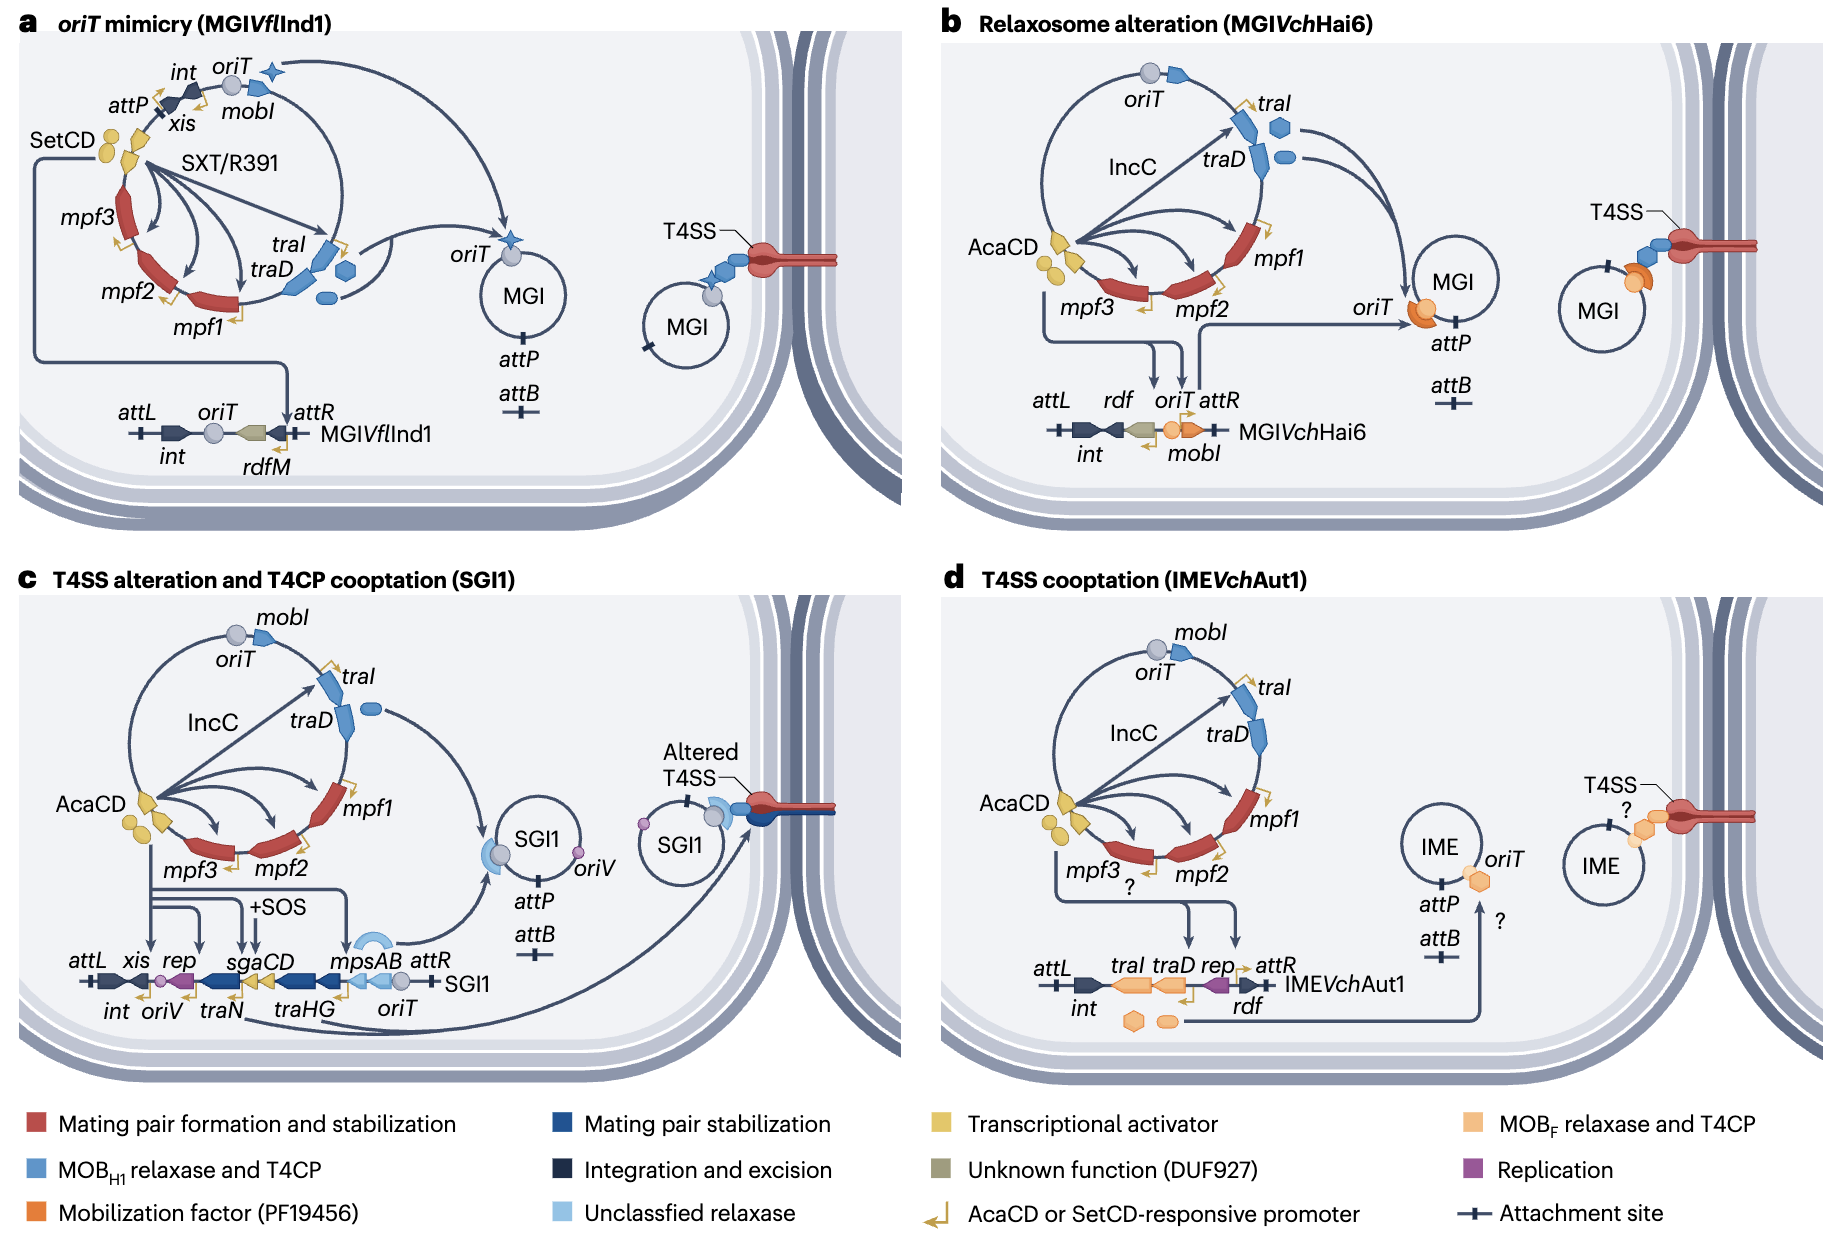 a oriT mimicry (MGIVflInd1)
int
oriT
attP
xis
mobI
SetCD
SXT/R391
mpf3
traI
traD
mpf2
mpf1
oriT
MGI
attP
attB
T4SS
MGI
attL
oriT
attR
int
rdfM
MGIVflInd1
b Relaxosome alteration (MGIVchHai6)
oriT
traI
traD
IncC
AcaCD
mpf1
mpf3
mpf2
oriT
MGI
attP
attB
T4SS
MGI
attL
rdf
oriT
attR
int
mobI
MGIVchHai6
c T4SS alteration and T4CP cooptation (SGI1)
mobI
oriT
traI
traD
IncC
AcaCD
mpf1
mpf3
mpf2
+SOS
SGI1
oriV
attP
attB
Altered
T4SS
SGI1
attL
xis
rep
sgaCD
mpsAB
attR
SGI1
int
oriV
traN
traHG
oriT
d T4SS cooptation (IMEVchAut1)
mobI
oriT
traI
traD
IncC
AcaCD
mpf1
mpf3
mpf2
?
IME
oriT
attP
?
attB
T4SS
?
IME
attL
traI
traD
rep
attR
int
rdf
IMEVchAut1
Mating pair formation and stabilization
Mating pair stabilization
Transcriptional activator
MOBF relaxase and T4CP
MOBH1 relaxase and T4CP
Integration and excision
Unknown function (DUF927)
Replication
Mobilization factor (PF19456)
Unclassfied relaxase
AcaCD or SetCD-responsive promoter
Attachment site